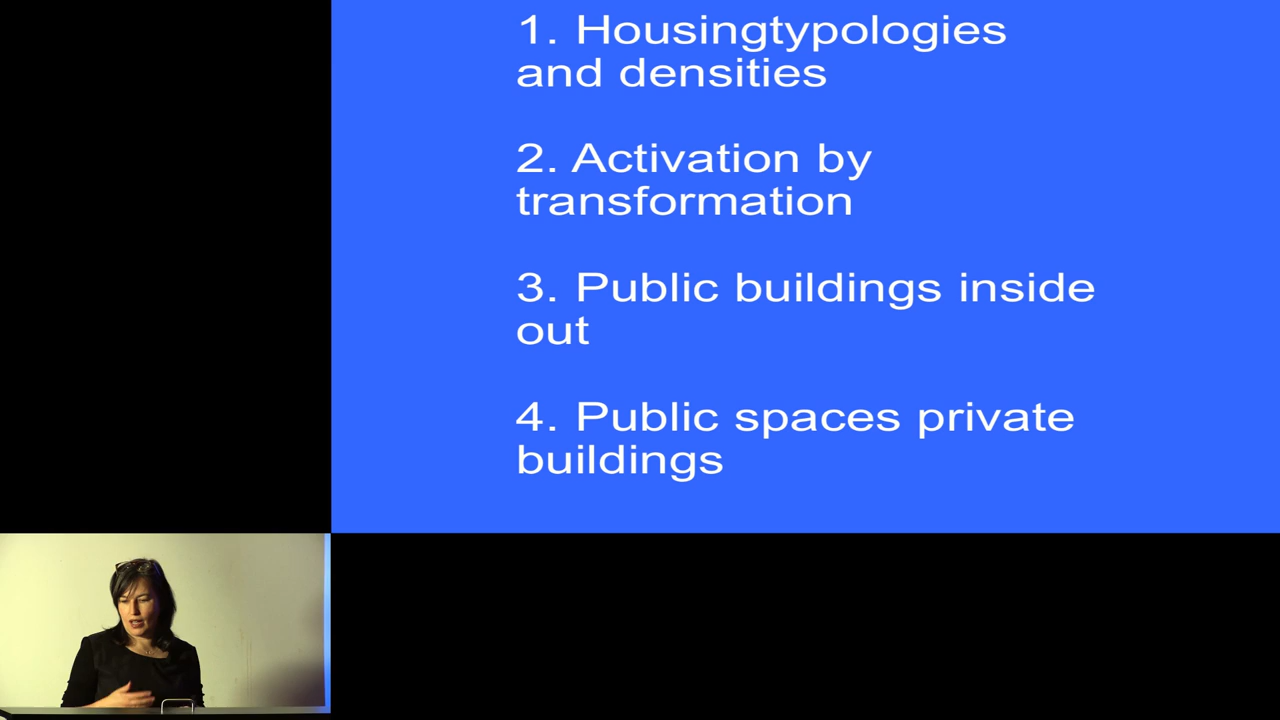 1. Housingtypologies
and densities
2. Activation by
transformation
3. Public buildings inside
out
4. Public spaces private
buildings